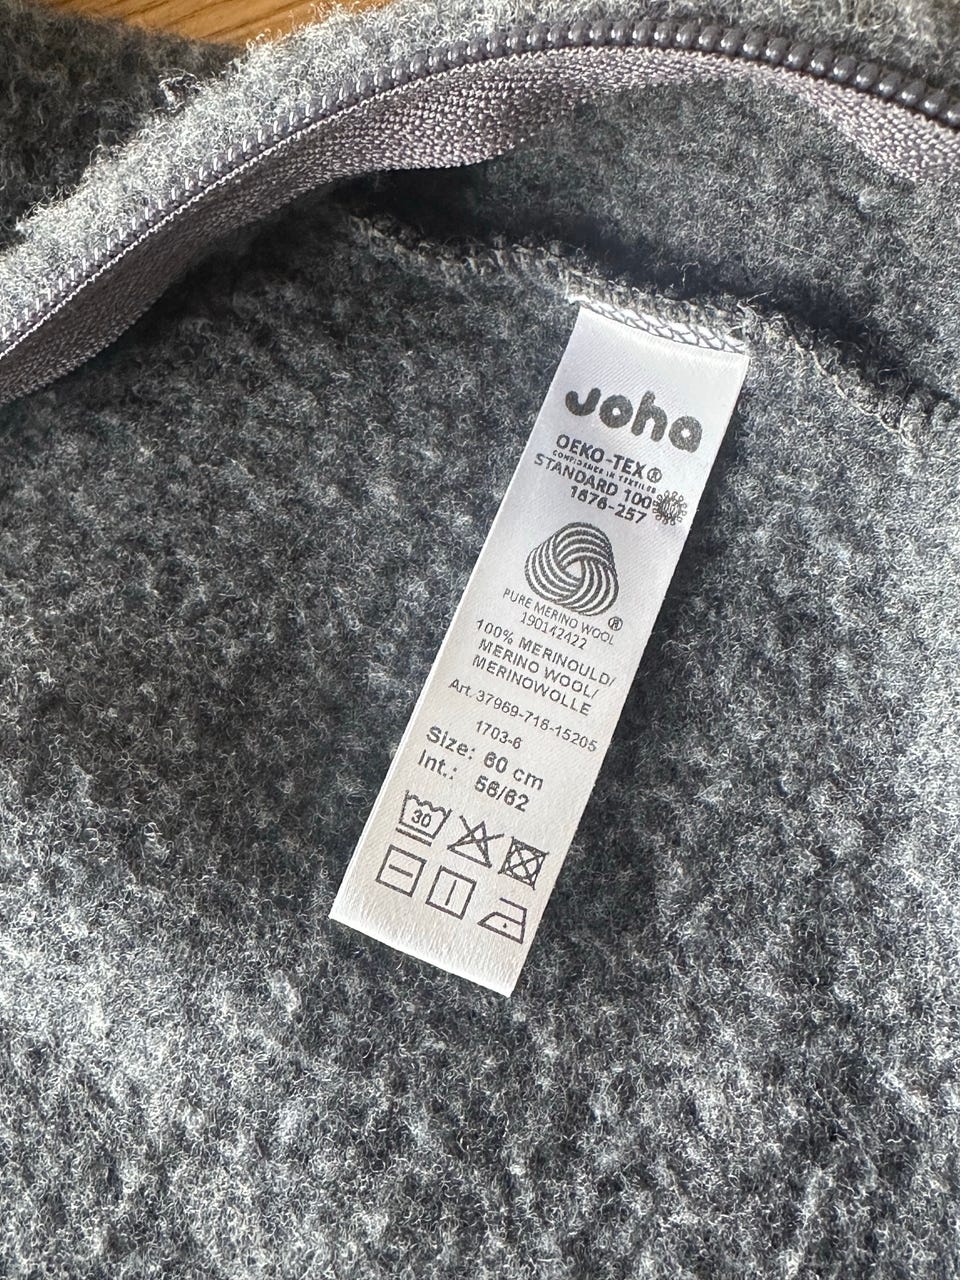 Joha
OEKO-TEX®
CONFIDENCE IN TEXTILES
STANDARD 100
1676-257
PURE MERINO WOOL ®
190142422
100% MERINOULD/
MERINO WOOL/
MERINOWOLLE
Art. 37969-716-15205
1703-6
Size: 60 cm
Int.: 56/62
30